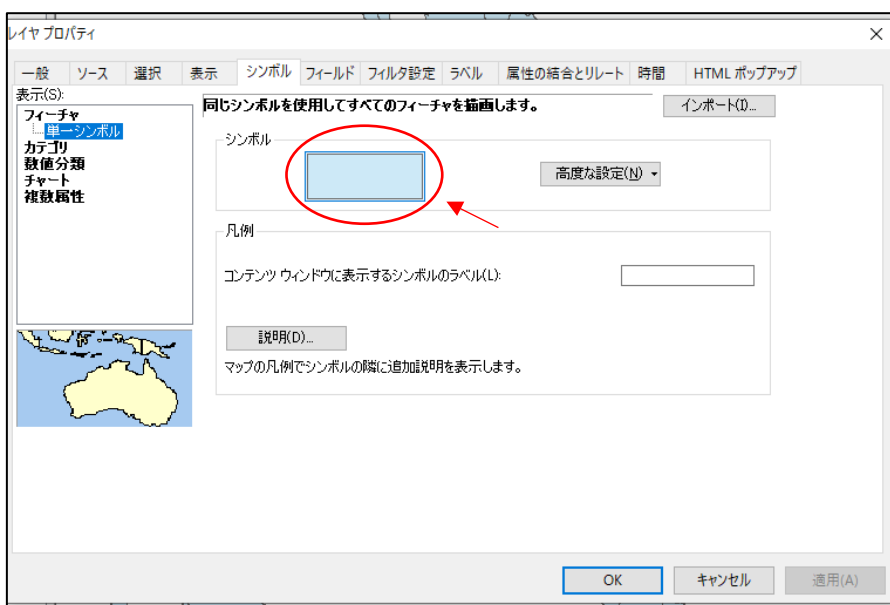 レイヤ プロパティ
一般 ソース 選択 表示 シンボル フィールド フィルタ設定 ラベル 属性の結合とリレート 時間 HTML ポップアップ
表示(S):
フィーチャ
単一シンボル
カテゴリ
数値分類
チャート
複数属性
同じシンボルを使用してすべてのフィーチャを描画します。
インポート(I)...
シンボル
高度な設定(N)
凡例
コンテンツ ウィンドウに表示するシンボルのラベル(L):
説明(D)...
マップの凡例でシンボルの隣に追加説明を表示します。
OK キャンセル 適用(A)